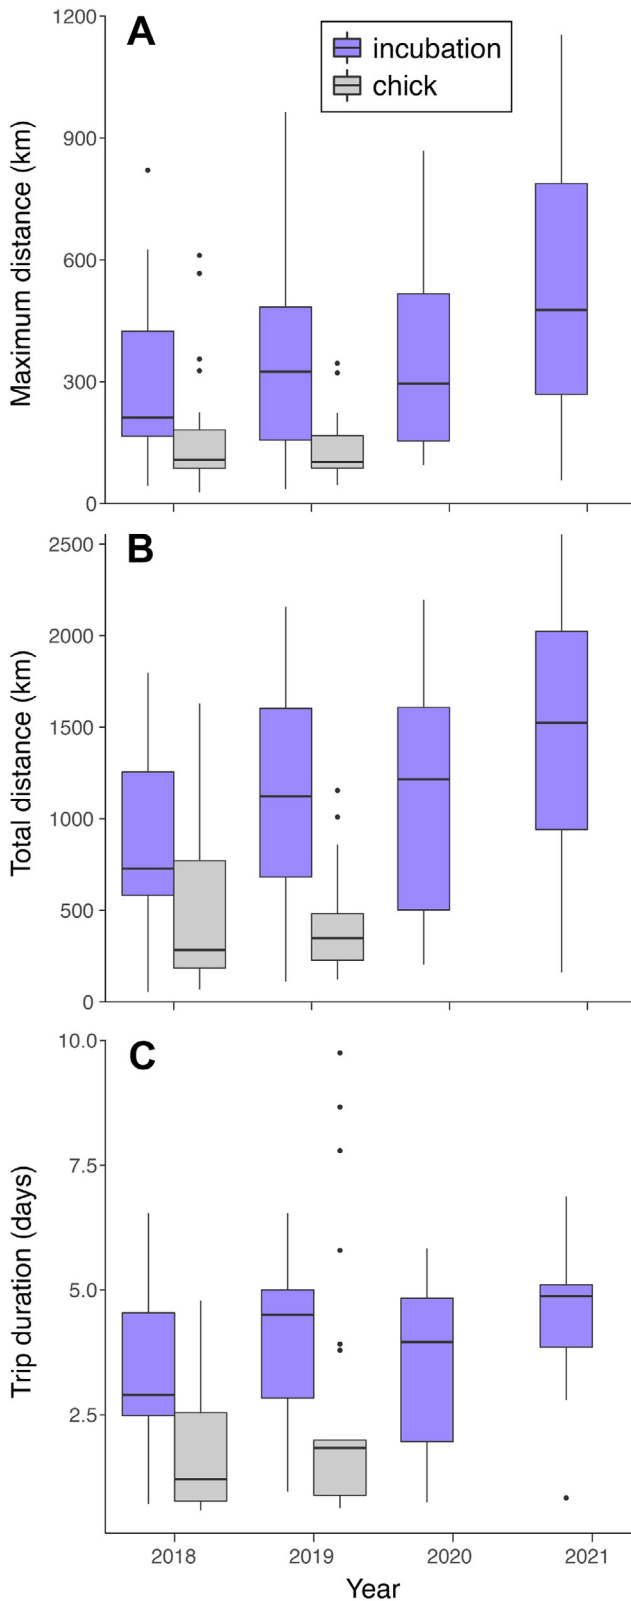 A
incubation
chick
Maximum distance (km)
1200
900
600
300
0
B
Total distance (km)
2500
2000
1500
1000
500
0
C
Trip duration (days)
10.0
7.5
5.0
2.5
2018 2019 2020 2021
Year